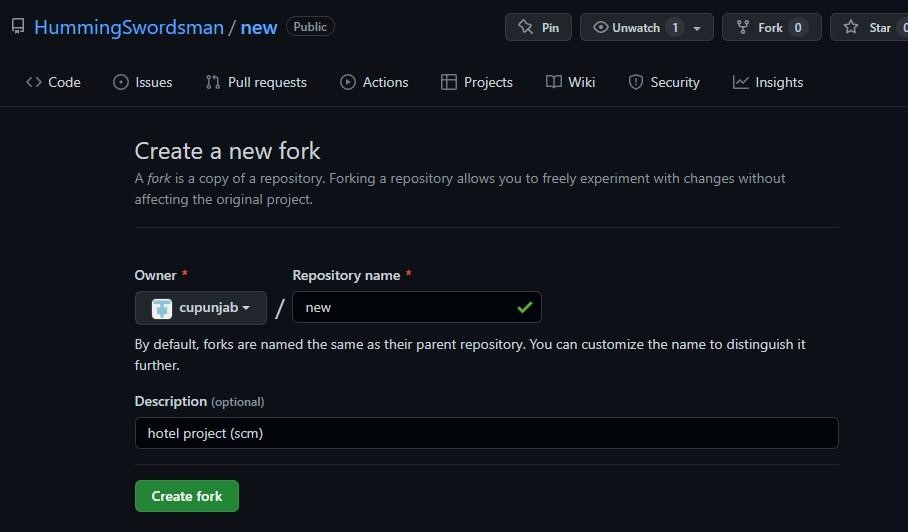 HummingSwordsman / new Public Pin Unwatch 1 Fork 0 Star 0
Code Issues Pull requests Actions Projects Wiki Security Insights
Create a new fork
A fork is a copy of a repository. Forking a repository allows you to freely experiment with changes without
affecting the original project.
Owner * Repository name *
cupunjab / new
By default, forks are named the same as their parent repository. You can customize the name to distinguish it
further.
Description (optional)
hotel project (scm)
Create fork